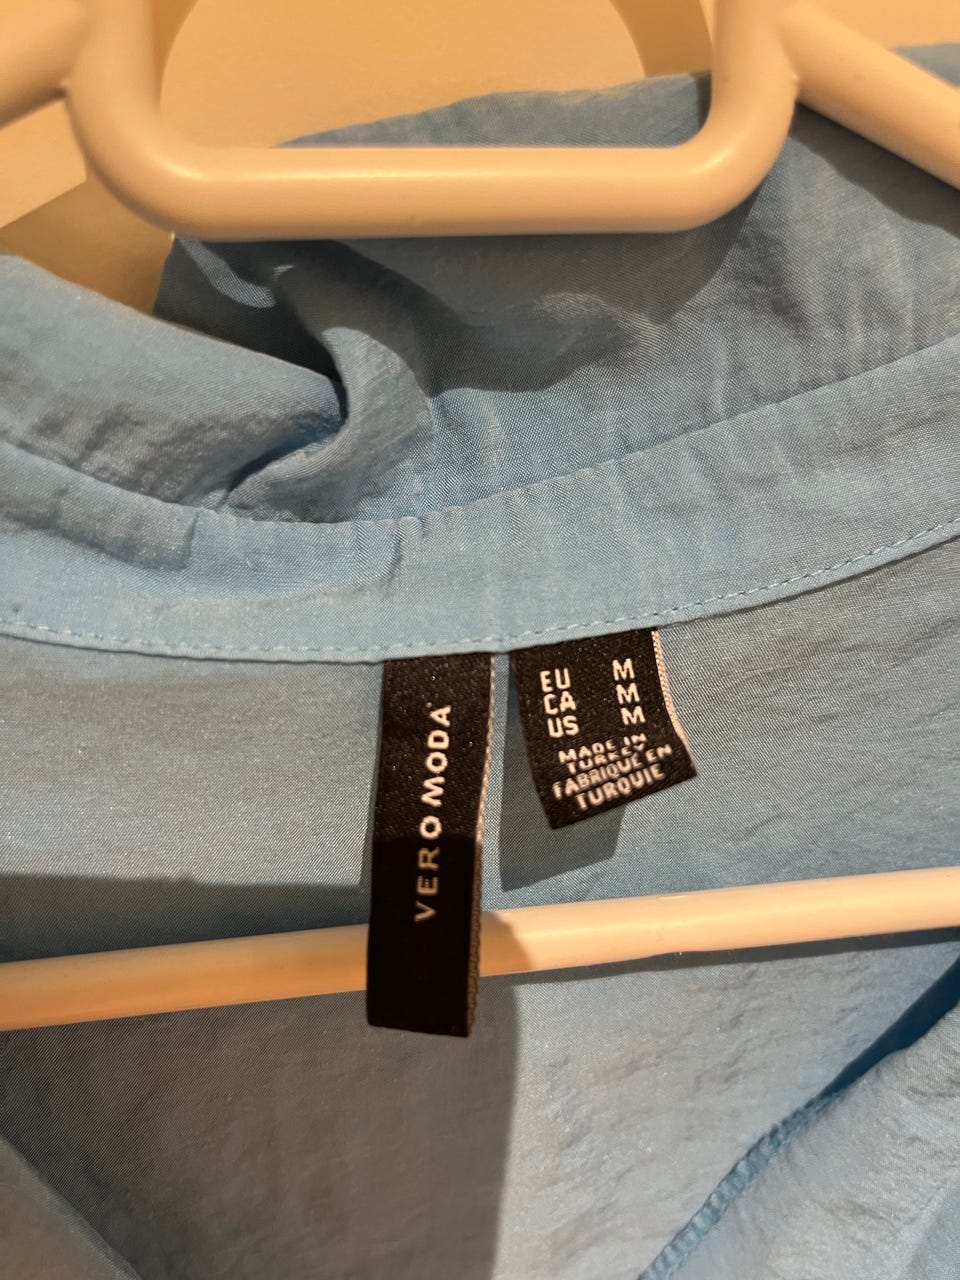 VERO MODA
EU M
CA M
US M
MADE IN
TURKEY
FABRIQUÉ EN
TURQUIE